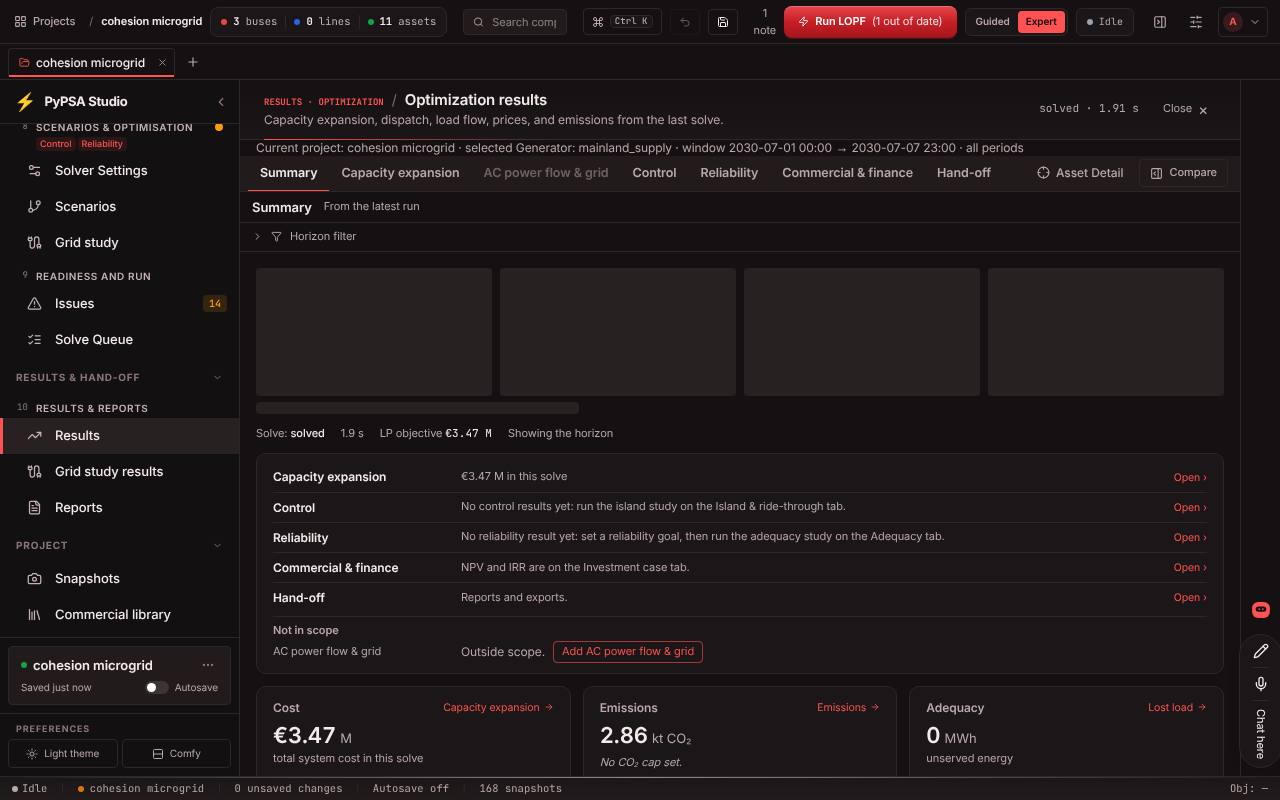 Projects / cohesion microgrid
3 buses 0 lines 11 assets
Search comp
Ctrl K
1 note
Run LOPF (1 out of date)
Guided Expert
Idle
A
cohesion microgrid
PyPSA Studio
8 SCENARIOS & OPTIMISATION
Control Reliability
Solver Settings
Scenarios
Grid study
9 READINESS AND RUN
Issues 14
Solve Queue
RESULTS & HAND-OFF
10 RESULTS & REPORTS
Results
Grid study results
Reports
PROJECT
Snapshots
Commercial library
cohesion microgrid
Saved just now Autosave
PREFERENCES
Light theme Comfy
RESULTS · OPTIMIZATION / Optimization results
Capacity expansion, dispatch, load flow, prices, and emissions from the last solve.
solved · 1.91 s Close ×
Current project: cohesion microgrid · selected Generator: mainland_supply · window 2030-07-01 00:00 → 2030-07-07 23:00 · all periods
Summary Capacity expansion AC power flow & grid Control Reliability Commercial & finance Hand-off Asset Detail Compare
Summary From the latest run
Horizon filter
Solve: solved 1.9 s LP objective €3.47 M Showing the horizon
Capacity expansion €3.47 M in this solve Open ›
Control No control results yet: run the island study on the Island & ride-through tab. Open ›
Reliability No reliability result yet: set a reliability goal, then run the adequacy study on the Adequacy tab. Open ›
Commercial & finance NPV and IRR are on the Investment case tab. Open ›
Hand-off Reports and exports. Open ›
Not in scope
AC power flow & grid Outside scope. Add AC power flow & grid
Cost Capacity expansion →
€3.47 M
total system cost in this solve
Emissions Emissions →
2.86 kt CO₂
No CO₂ cap set.
Adequacy Lost load →
0 MWh
unserved energy
Chat here
Idle cohesion microgrid 0 unsaved changes Autosave off 168 snapshots Obj: —